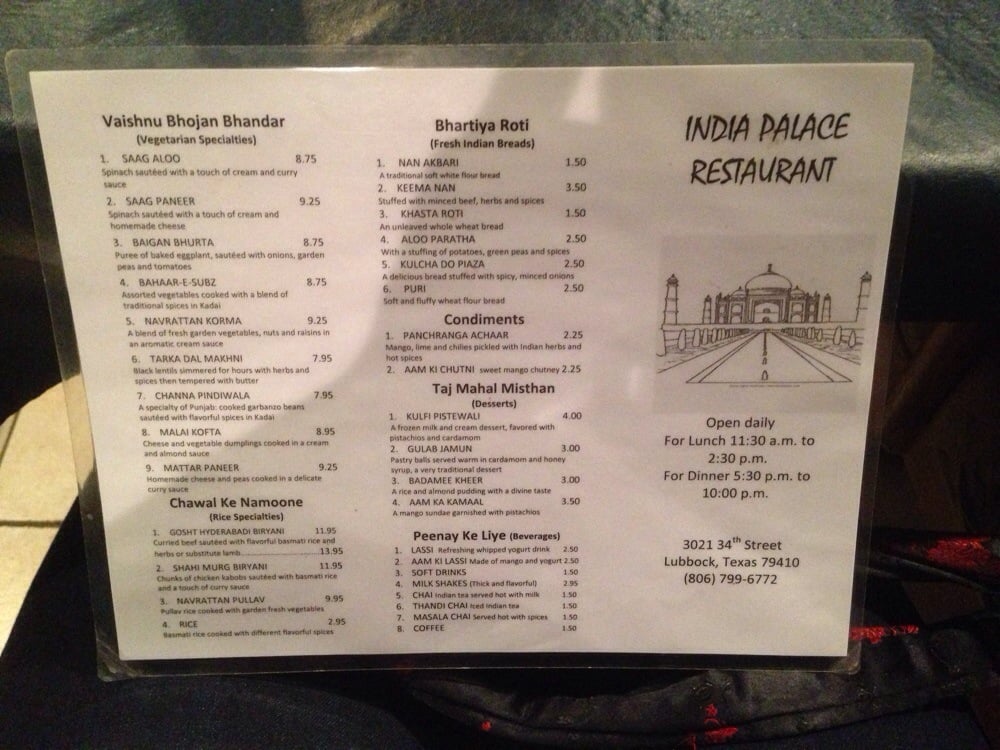 Vaishnu Bhojan Bhandar
(Vegetarian Specialties)
1. SAAG ALOO 8.75
Spinach sautéed with a touch of cream and curry
sauce
2. SAAG PANEER 9.25
Spinach sautéed with a touch of cream and
homemade cheese
3. BAIGAN BHURTA 8.75
Puree of baked eggplant, sautéed with onions, garden
peas and tomatoes
4. BAHAAR-E-SUBZ 8.75
Assorted vegetables cooked with a blend of
traditional spices in Kadai
5. NAVRATTAN KORMA 9.25
A blend of fresh garden vegetables, nuts and raisins in
an aromatic cream sauce
6. TARKA DAL MAKHNI 7.95
Black lentils simmered for hours with herbs and
spices then tempered with butter
7. CHANNA PINDIWALA 7.95
A specialty of Punjab: cooked garbanzo beans
sautéed with flavorful spices in Kadai
8. MALAI KOFTA 8.95
Cheese and vegetable dumplings cooked in a cream
and almond sauce
9. MATTAR PANEER 9.25
Homemade cheese and peas cooked in a delicate
curry sauce
Chawal Ke Namoone
(Rice Specialties)
1. GOSHT HYDERABADI BIRYANI 11.95
Curried beef sautéed with flavorful basmati rice and
herbs or substitute lamb............................13.95
2. SHAHI MURG BIRYANI 11.95
Chunks of chicken kabobs sautéed with basmati rice
and a touch of curry sauce
3. NAVRATTAN PULLAV 9.95
Pullav rice cooked with garden fresh vegetables
4. RICE 2.95
Basmati rice cooked with different flavorful spices
Bhartiya Roti
(Fresh Indian Breads)
1. NAN AKBARI 1.50
A traditional soft white flour bread
2. KEEMA NAN 3.50
Stuffed with minced beef, herbs and spices
3. KHASTA ROTI 1.50
An unleaved whole wheat bread
4. ALOO PARATHA 2.50
With a stuffing of potatoes, green peas and spices
5. KULCHA DO PIAZA 2.50
A delicious bread stuffed with spicy, minced onions
6. PURI 2.50
Soft and fluffy wheat flour bread
Condiments
1. PANCHRANGA ACHAAR 2.25
Mango, lime and chilies pickled with Indian herbs and
hot spices
2. AAM KI CHUTNI sweet mango chutney 2.25
Taj Mahal Misthan
(Desserts)
1. KULFI PISTEWALI 4.00
A frozen milk and cream dessert, favored with
pistachios and cardamom
2. GULAB JAMUN 3.00
Pastry balls served warm in cardamom and honey
syrup, a very traditional dessert
3. BADAMEE KHEER 3.00
A rice and almond pudding with a divine taste
4. AAM KA KAMAAL 3.50
A mango sundae garnished with pistachios
Peenay Ke Liye (Beverages)
1. LASSI Refreshing whipped yogurt drink 2.50
2. AAM KI LASSI Made of mango and yogurt 2.50
3. SOFT DRINKS 1.50
4. MILK SHAKES (Thick and flavorful) 2.95
5. CHAI Indian tea served hot with milk 1.50
6. THANDI CHAI Iced Indian tea 1.50
7. MASALA CHAI Served hot with spices 1.50
8. COFFEE 1.50
INDIA PALACE
RESTAURANT
Open daily
For Lunch 11:30 a.m. to
2:30 p.m.
For Dinner 5:30 p.m. to
10:00 p.m.
3021 34th Street
Lubbock, Texas 79410
(806) 799-6772